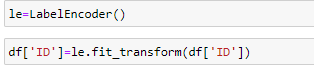 le=LabelEncoder()
df['ID']=le.fit_transform(df['ID'])